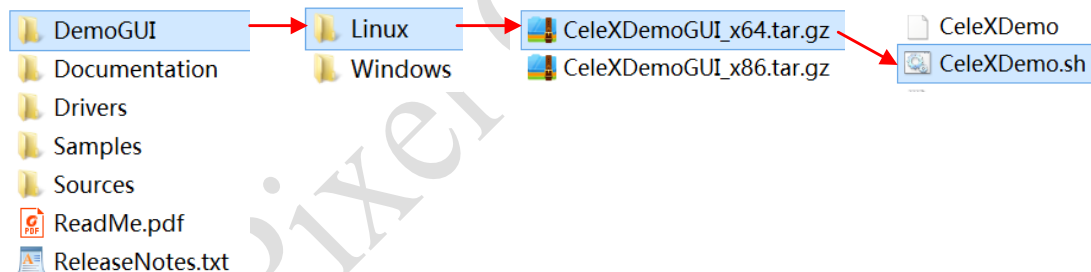 DemoGUI
Documentation
Drivers
Samples
Sources
ReadMe.pdf
ReleaseNotes.txt
Linux
Windows
CeleXDemoGUI_x64.tar.gz
CeleXDemoGUI_x86.tar.gz
CeleXDemo
CeleXDemo.sh
Pixel